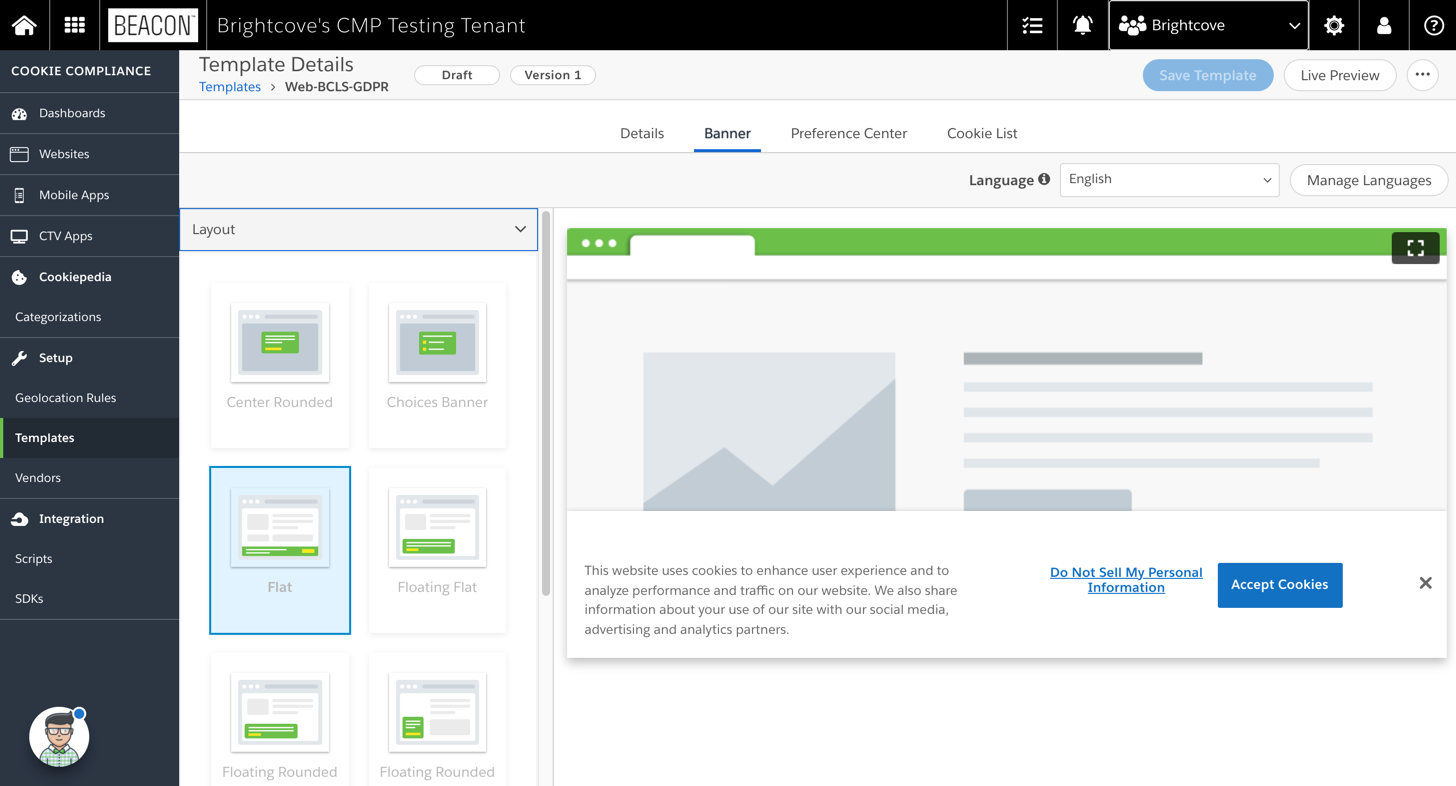 BEACON
Brightcove's CMP Testing Tenant
Brightcove
COOKIE COMPLIANCE
Dashboards
Websites
Mobile Apps
CTV Apps
Cookiepedia
Categorizations
Setup
Geolocation Rules
Templates
Vendors
Integration
Scripts
SDKs
Template Details
Templates > Web-BCLS-GDPR
Draft
Version 1
Save Template
Live Preview
Details
Banner
Preference Center
Cookie List
Language
English
Manage Languages
Layout
Center Rounded
Choices Banner
Flat
Floating Flat
Floating Rounded
Floating Rounded
This website uses cookies to enhance user experience and to
analyze performance and traffic on our website. We also share
information about your use of our site with our social media,
advertising and analytics partners.
Do Not Sell My Personal
Information
Accept Cookies